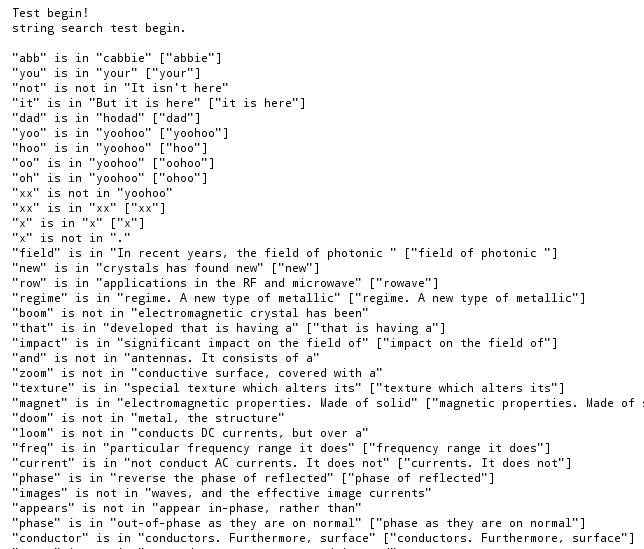 Test begin!
string search test begin.
"abb" is in "cabbie" ["abbie"]
"you" is in "your" ["your"]
"not" is not in "It isn't here"
"it" is in "But it is here" ["it is here"]
"dad" is in "hodad" ["dad"]
"yoo" is in "yoohoo" ["yoohoo"]
"hoo" is in "yoohoo" ["hoo"]
"oo" is in "yoohoo" ["oohoo"]
"oh" is in "yoohoo" ["ohoo"]
"xx" is not in "yoohoo"
"xx" is in "xx" ["xx"]
"x" is in "x" ["x"]
"x" is not in "."
"field" is in "In recent years, the field of photonic " ["field of photonic "]
"new" is in "crystals has found new" ["new"]
"row" is in "applications in the RF and microwave" ["rowave"]
"regime" is in "regime. A new type of metallic" ["regime. A new type of metallic"]
"boom" is not in "electromagnetic crystal has been"
"that" is in "developed that is having a" ["that is having a"]
"impact" is in "significant impact on the field of" ["impact on the field of"]
"and" is not in "antennas. It consists of a"
"zoom" is not in "conductive surface, covered with a"
"texture" is in "special texture which alters its" ["texture which alters its"]
"magnet" is in "electromagnetic properties. Made of solid" ["magnetic properties. Made of s
"doom" is not in "metal, the structure"
"loom" is not in "conducts DC currents, but over a"
"freq" is in "particular frequency range it does" ["frequency range it does"]
"current" is in "not conduct AC currents. It does not" ["currents. It does not"]
"phase" is in "reverse the phase of reflected" ["phase of reflected"]
"images" is not in "waves, and the effective image currents"
"appears" is not in "appear in-phase, rather than"
"phase" is in "out-of-phase as they are on normal" ["phase as they are on normal"]
"conductor" is in "conductors. Furthermore, surface" ["conductors. Furthermore, surface"]